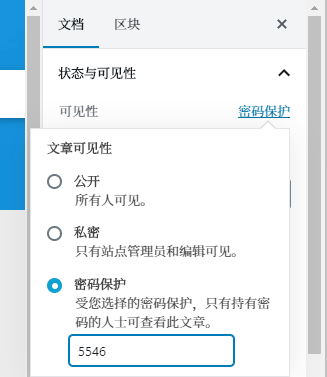 文档 区块
状态与可见性
可见性 密码保护
文章可见性
公开
所有人可见。
私密
只有站点管理员和编辑可见。
密码保护
受您选择的密码保护，只有持有密
码的人士可查看此文章。
5546